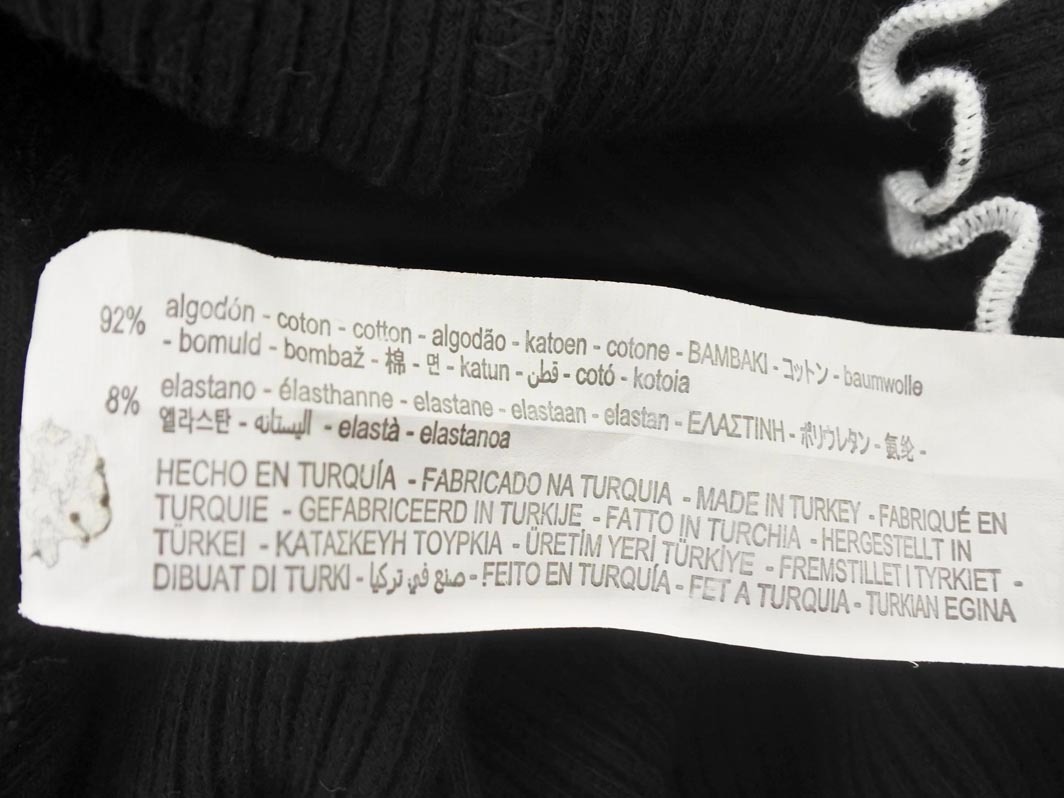 92% algodón - coton - cotton - algodão - katoen - cotone - BAMBAKI - コットン - baumwolle
- bomuld - bombaž - 棉 - 면 - katun - قطن - cotó - kotoia
8% elastano - élasthanne - elastane - elastaan - elastan - ΕΛΑΣΤΙΝΗ - ポリウレタン - 氨纶 -
엘라스탄 - اليستانه - elastà - elastanoa
HECHO EN TURQUÍA - FABRICADO NA TURQUIA - MADE IN TURKEY - FABRIQUÉ EN
TURQUIE - GEFABRICEERD IN TURKIJE - FATTO IN TURCHIA - HERGESTELLT IN
TÜRKEI - ΚΑΤΑΣΚΕΥΗ ΤΟΥΡΚΙΑ - ÜRETİM YERİ TÜRKİYE - FREMSTILLET I TYRKIET -
DIBUAT DI TURKI - صنع في تركيا - FEITO EN TURQUÍA - FET A TURQUIA - TURKIAN EGINA